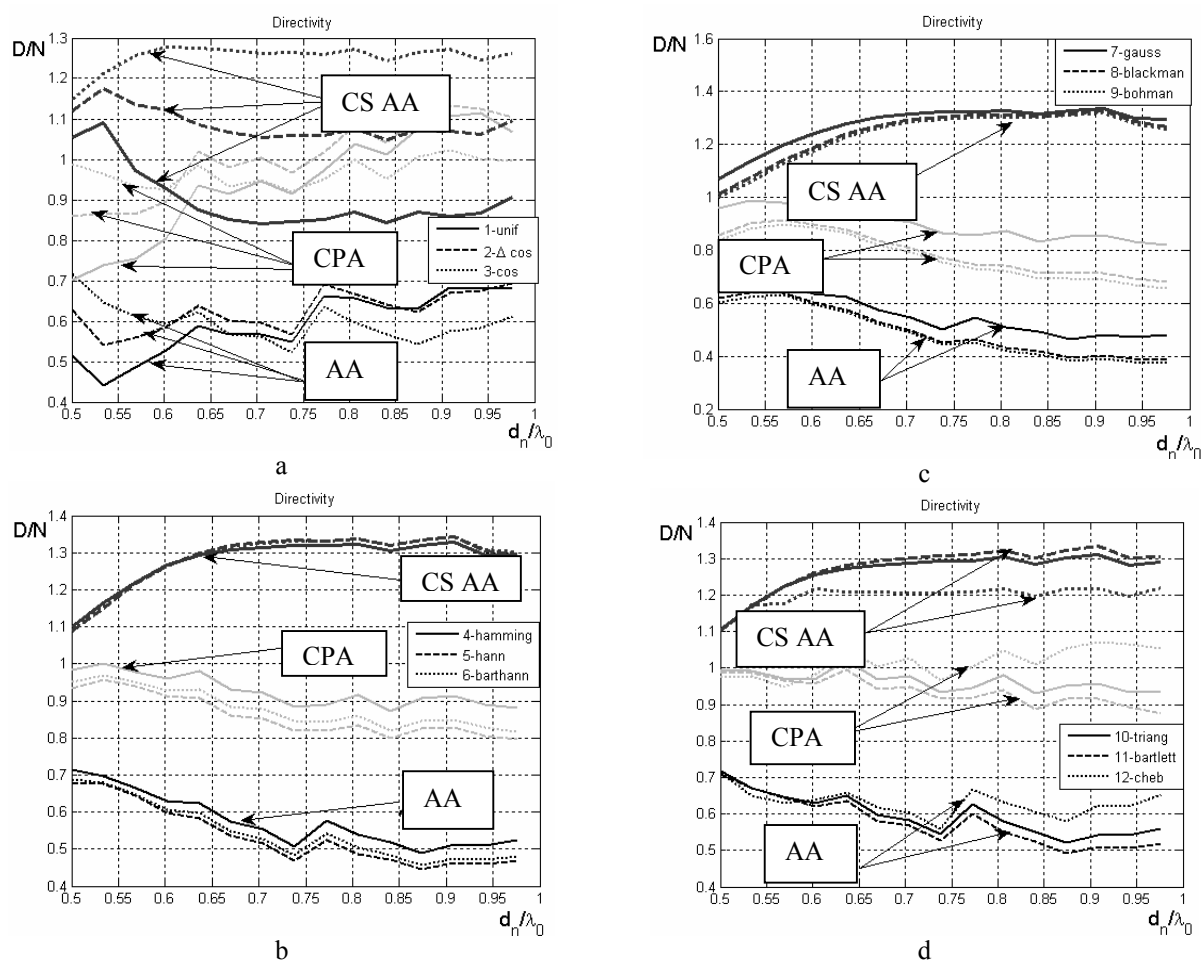 Directivity
D/N
1.3
1.2
1.1
1
0.9
0.8
0.7
0.6
0.5
0.4
0.5 0.55 0.6 0.65 0.7 0.75 0.8 0.85 0.9 0.95 1
dn/λ0
CS AA
CPA
AA
1-unif
2-Δ cos
3-cos
a
Directivity
D/N
1.6
1.4
1.2
1
0.8
0.6
0.4
0.2
0.5 0.55 0.6 0.65 0.7 0.75 0.8 0.85 0.9 0.95 1
dn/λ0
7-gauss
8-blackman
9-bohman
CS AA
CPA
AA
c
Directivity
D/N
1.4
1.3
1.2
1.1
1
0.9
0.8
0.7
0.6
0.5
0.4
0.5 0.55 0.6 0.65 0.7 0.75 0.8 0.85 0.9 0.95 1
dn/λ0
CS AA
CPA
4-hamming
5-hann
6-barthann
AA
b
Directivity
D/N
1.4
1.3
1.2
1.1
1
0.9
0.8
0.7
0.6
0.5
0.4
0.5 0.55 0.6 0.65 0.7 0.75 0.8 0.85 0.9 0.95 1
dn/λ0
CS AA
CPA
10-triang
11-bartlett
12-cheb
AA
d